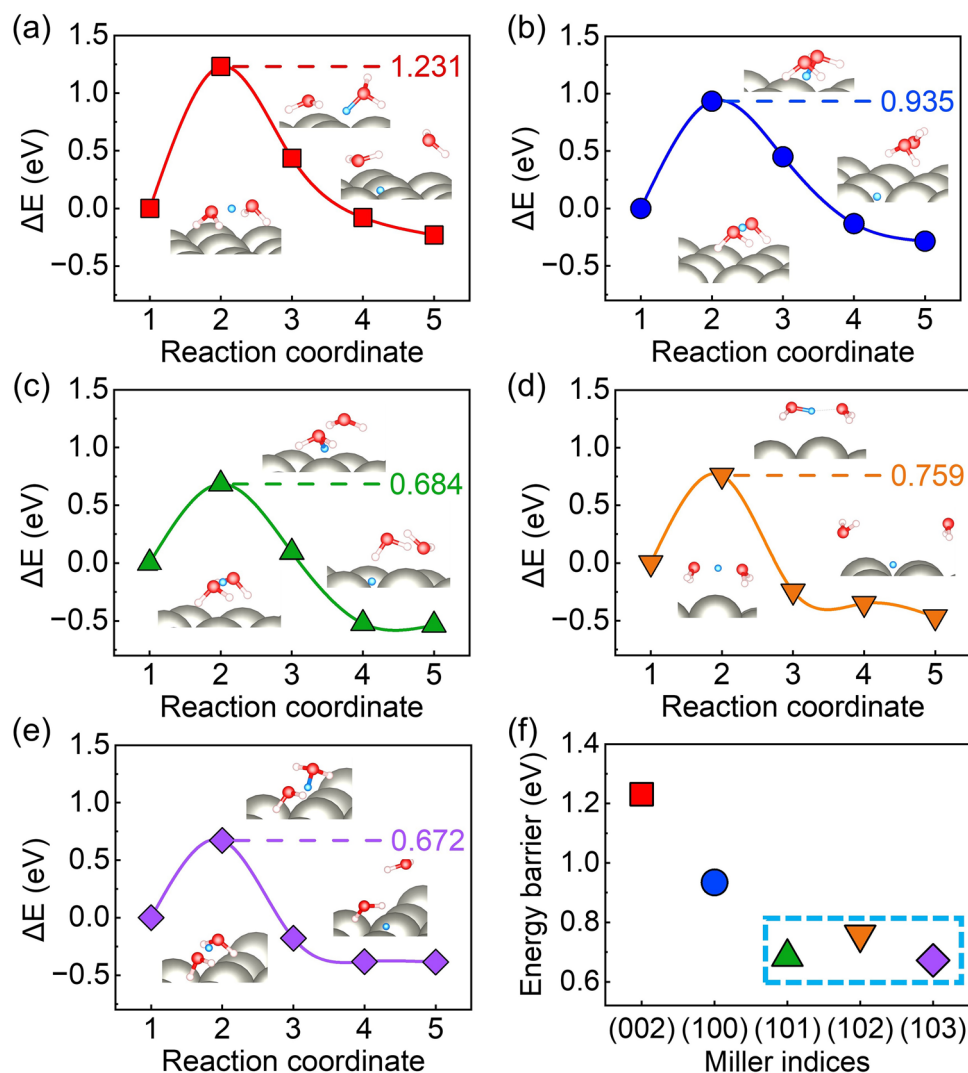 (a)
1.5
1.0
0.5
0.0
−0.5
ΔE (eV)
1.231
1 2 3 4 5
Reaction coordinate
(b)
1.5
1.0
0.5
0.0
−0.5
ΔE (eV)
0.935
1 2 3 4 5
Reaction coordinate
(c)
1.5
1.0
0.5
0.0
−0.5
ΔE (eV)
0.684
1 2 3 4 5
Reaction coordinate
(d)
1.5
1.0
0.5
0.0
−0.5
ΔE (eV)
0.759
1 2 3 4 5
Reaction coordinate
(e)
1.5
1.0
0.5
0.0
−0.5
ΔE (eV)
0.672
1 2 3 4 5
Reaction coordinate
(f)
1.4
1.2
1.0
0.8
0.6
Energy barrier (eV)
(002) (100) (101) (102) (103)
Miller indices